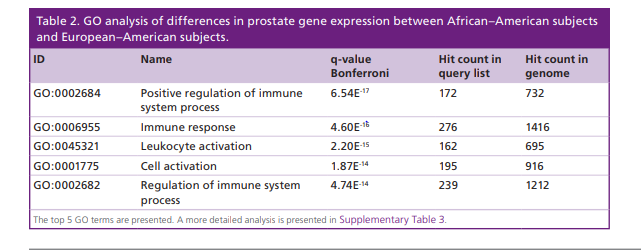 Table 2. GO analysis of differences in prostate gene expression between African–American subjects
and European–American subjects.
ID Name q-value Bonferroni Hit count in query list Hit count in genome
GO:0002684 Positive regulation of immune system process 6.54E-17 172 732
GO:0006955 Immune response 4.60E-16 276 1416
GO:0045321 Leukocyte activation 2.20E-15 162 695
GO:0001775 Cell activation 1.87E-14 195 916
GO:0002682 Regulation of immune system process 4.74E-14 239 1212
The top 5 GO terms are presented. A more detailed analysis is presented in Supplementary Table 3.